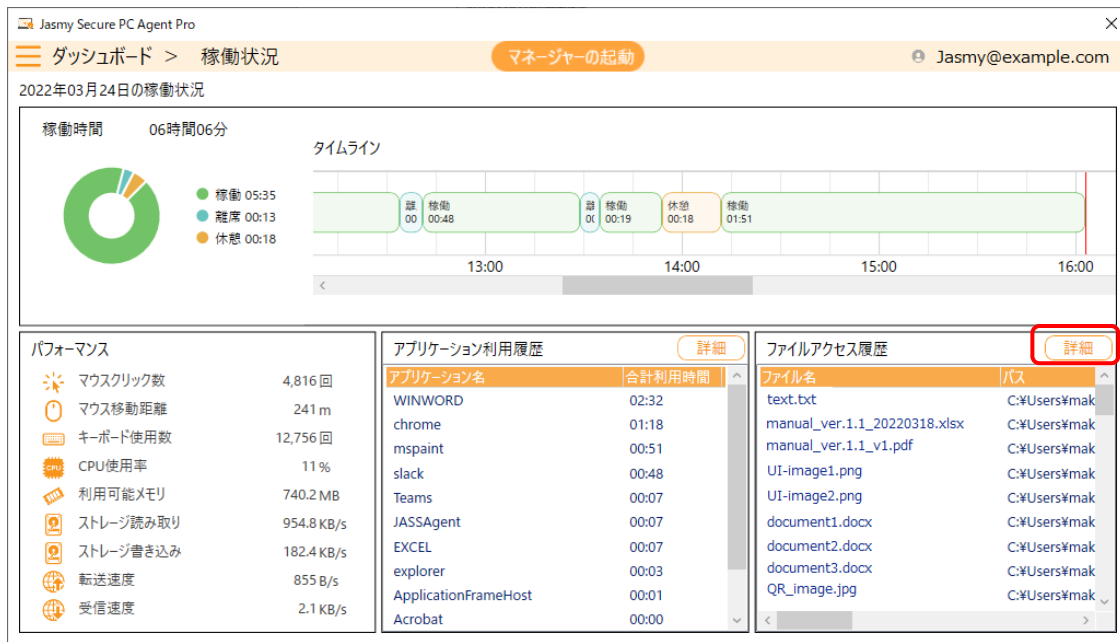 Jasmy Secure PC Agent Pro
ダッシュボード > 稼働状況
マネージャーの起動
Jasmy@example.com
2022年03月24日の稼働状況
稼働時間 06時間06分
稼働 05:35
離席 00:13
休憩 00:18
タイムライン
離 00
稼働 00:48
離 00
稼働 00:19
休憩 00:18
稼働 01:51
13:00 14:00 15:00 16:00
パフォーマンス
マウスクリック数 4,816 回
マウス移動距離 241 m
キーボード使用数 12,756 回
CPU使用率 11 %
利用可能メモリ 740.2 MB
ストレージ読み取り 954.8 KB/s
ストレージ書き込み 182.4 KB/s
転送速度 855 B/s
受信速度 2.1 KB/s
アプリケーション利用履歴 詳細
アプリケーション名 合計利用時間
WINWORD 02:32
chrome 01:18
mspaint 00:51
slack 00:48
Teams 00:07
JASSAgent 00:07
EXCEL 00:07
explorer 00:03
ApplicationFrameHost 00:01
Acrobat 00:00
ファイルアクセス履歴 詳細
ファイル名 パス
text.txt C:¥Users¥mak
manual_ver.1.1_20220318.xlsx C:¥Users¥mak
manual_ver.1.1_v1.pdf C:¥Users¥mak
UI-image1.png C:¥Users¥mak
UI-image2.png C:¥Users¥mak
document1.docx C:¥Users¥mak
document2.docx C:¥Users¥mak
document3.docx C:¥Users¥mak
QR_image.jpg C:¥Users¥mak